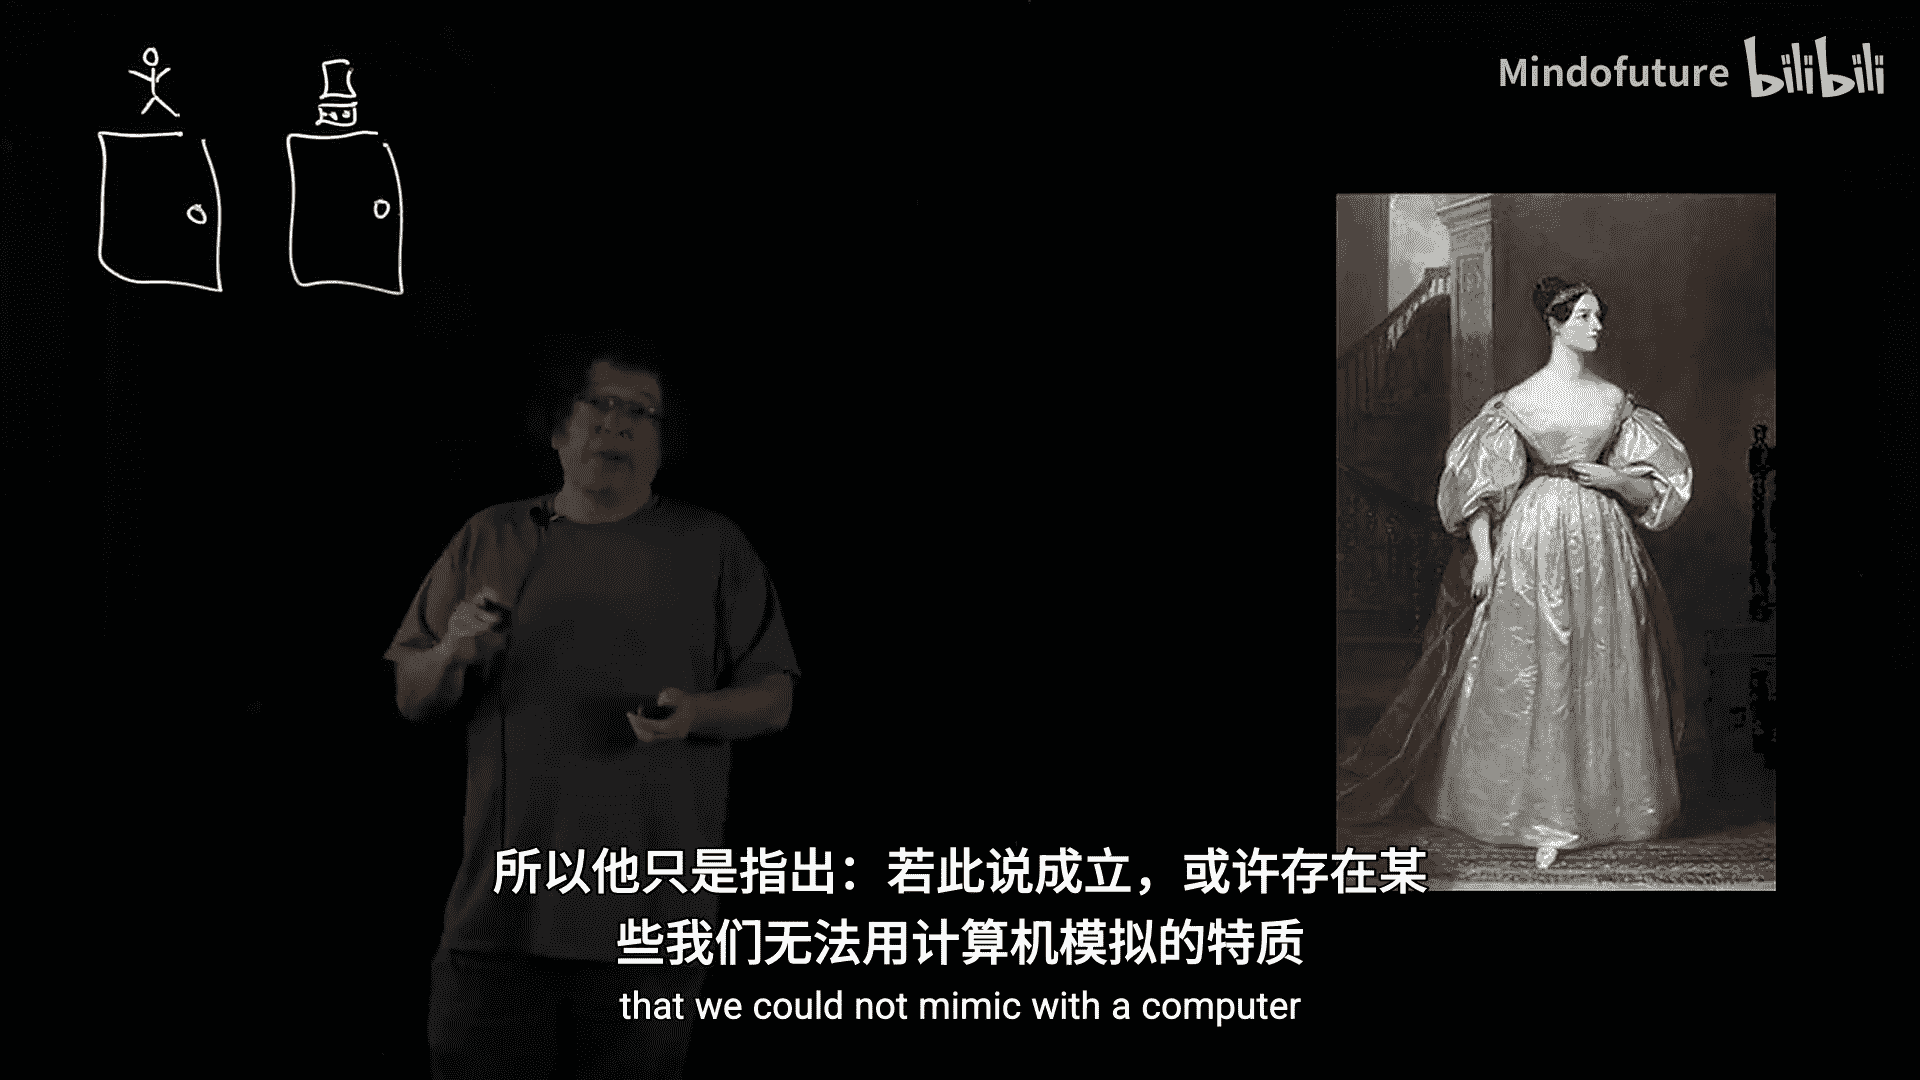 Mindofuture bilibili
所以他只是指出：若此说成立，或许存在某
些我们无法用计算机模拟的特质
that we could not mimic with a computer